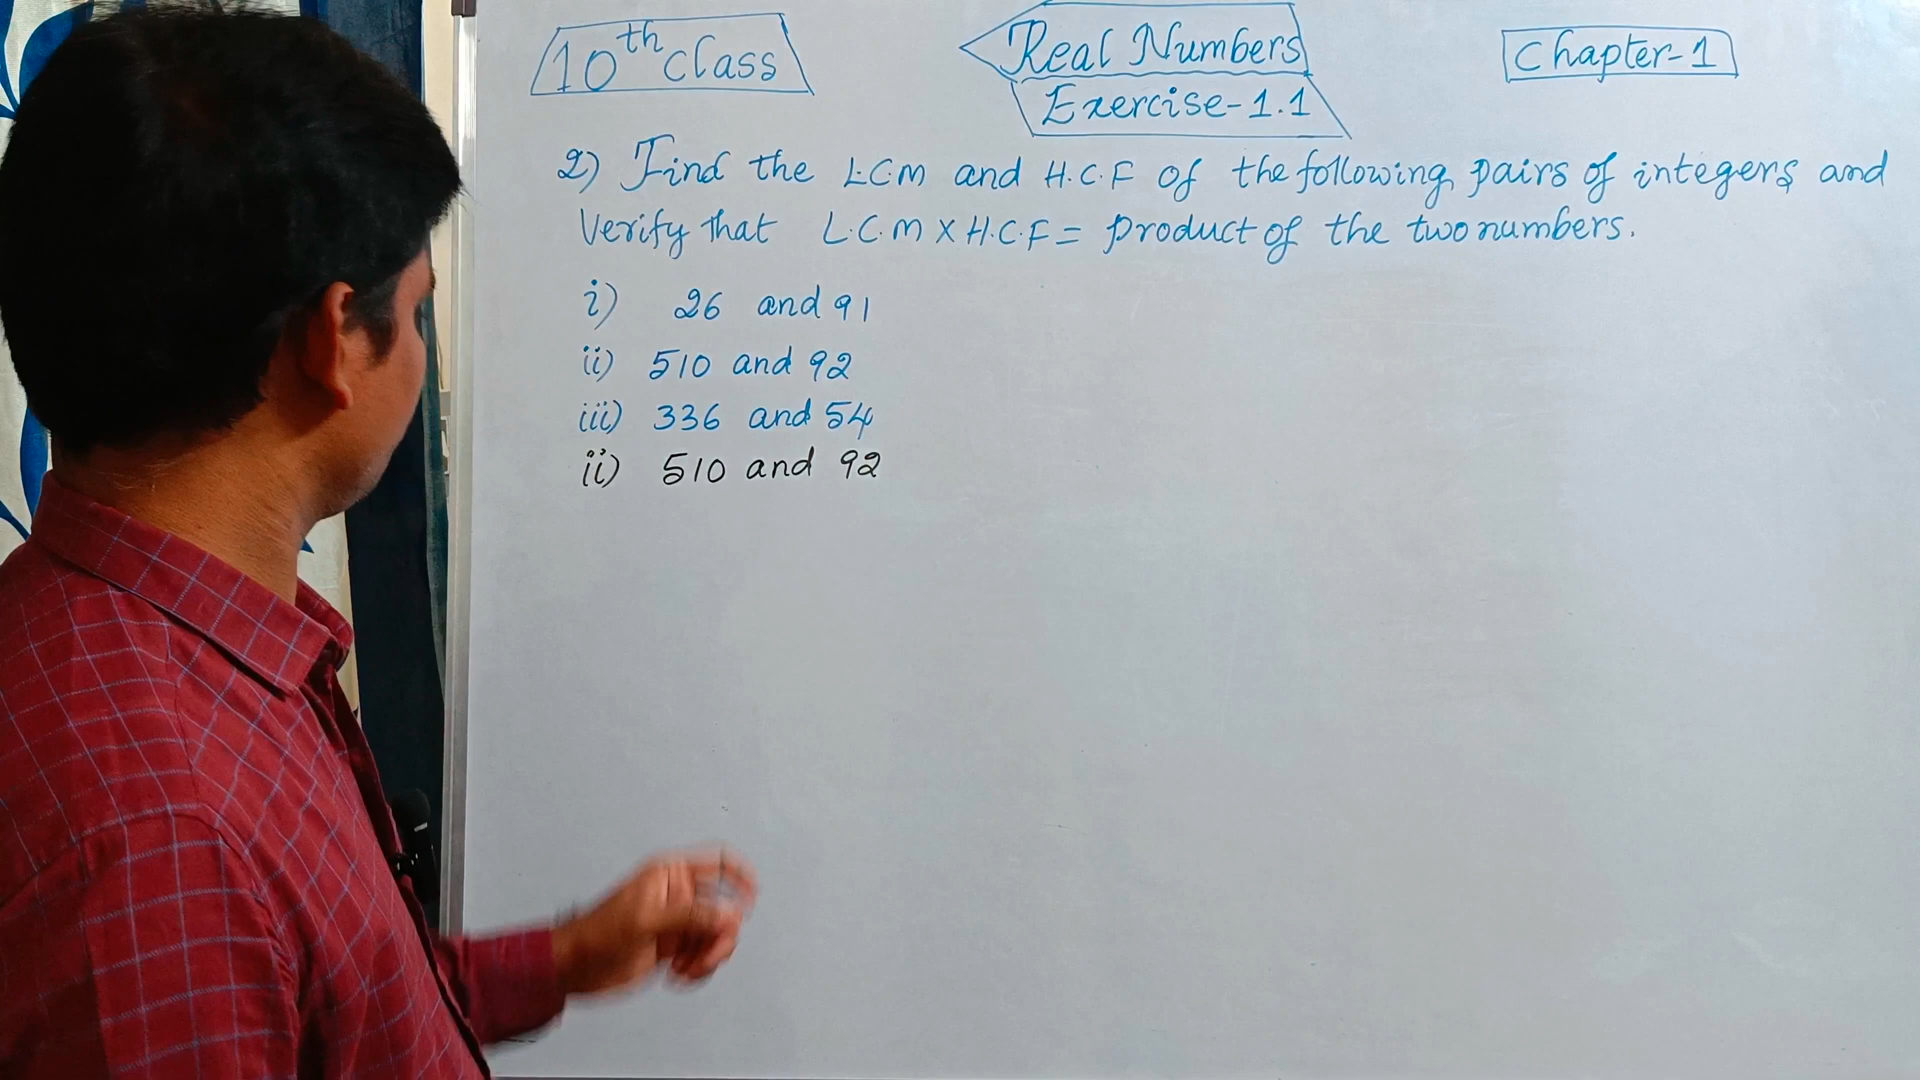 10th class
Real Numbers
Chapter-1
Exercise-1.1
2) Find the L.C.M and H.C.F of the following pairs of integers and
Verify that L.C.M X H.C.F = product of the two numbers.
i) 26 and 91
ii) 510 and 92
iii) 336 and 54
ii) 510 and 92